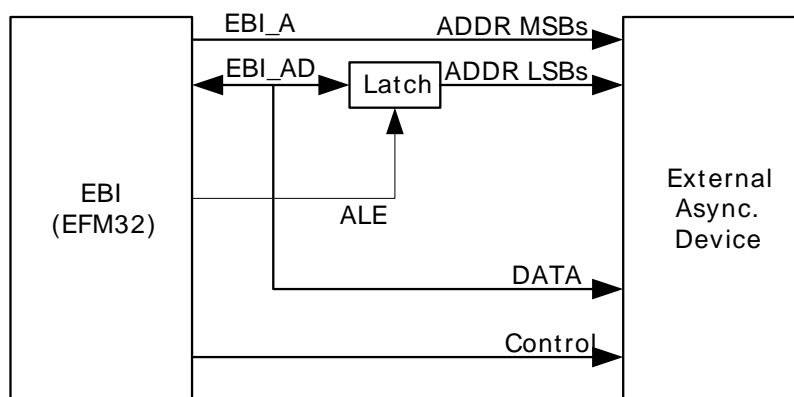 EBI_A
ADDR MSBs
EBI_AD
Latch
ADDR LSBs
EBI
(EFM32)
ALE
External
Async.
Device
DATA
Control